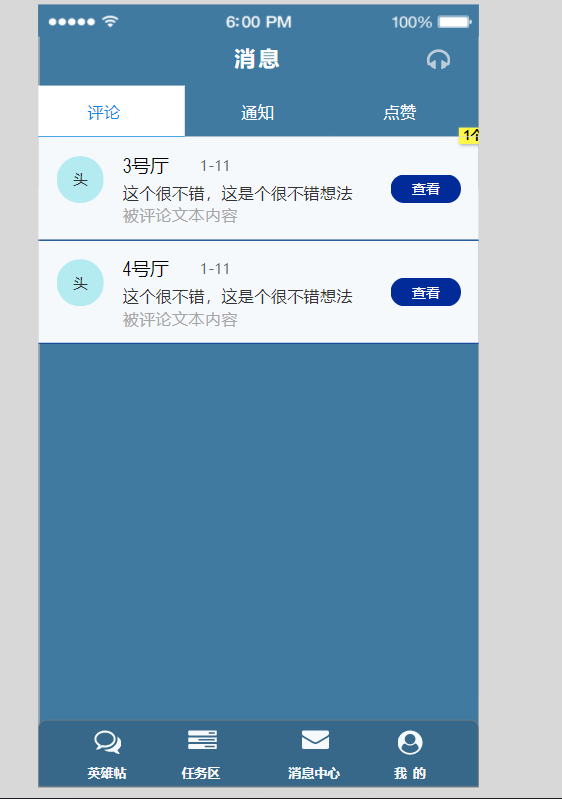 6:00 PM 100%
消息
评论 通知 点赞
1个
3号厅 1-11
头
这个很不错，这是个很不错想法
查看
被评论文本内容
4号厅 1-11
头
这个很不错，这是个很不错想法
查看
被评论文本内容
英雄帖 任务区 消息中心 我 的